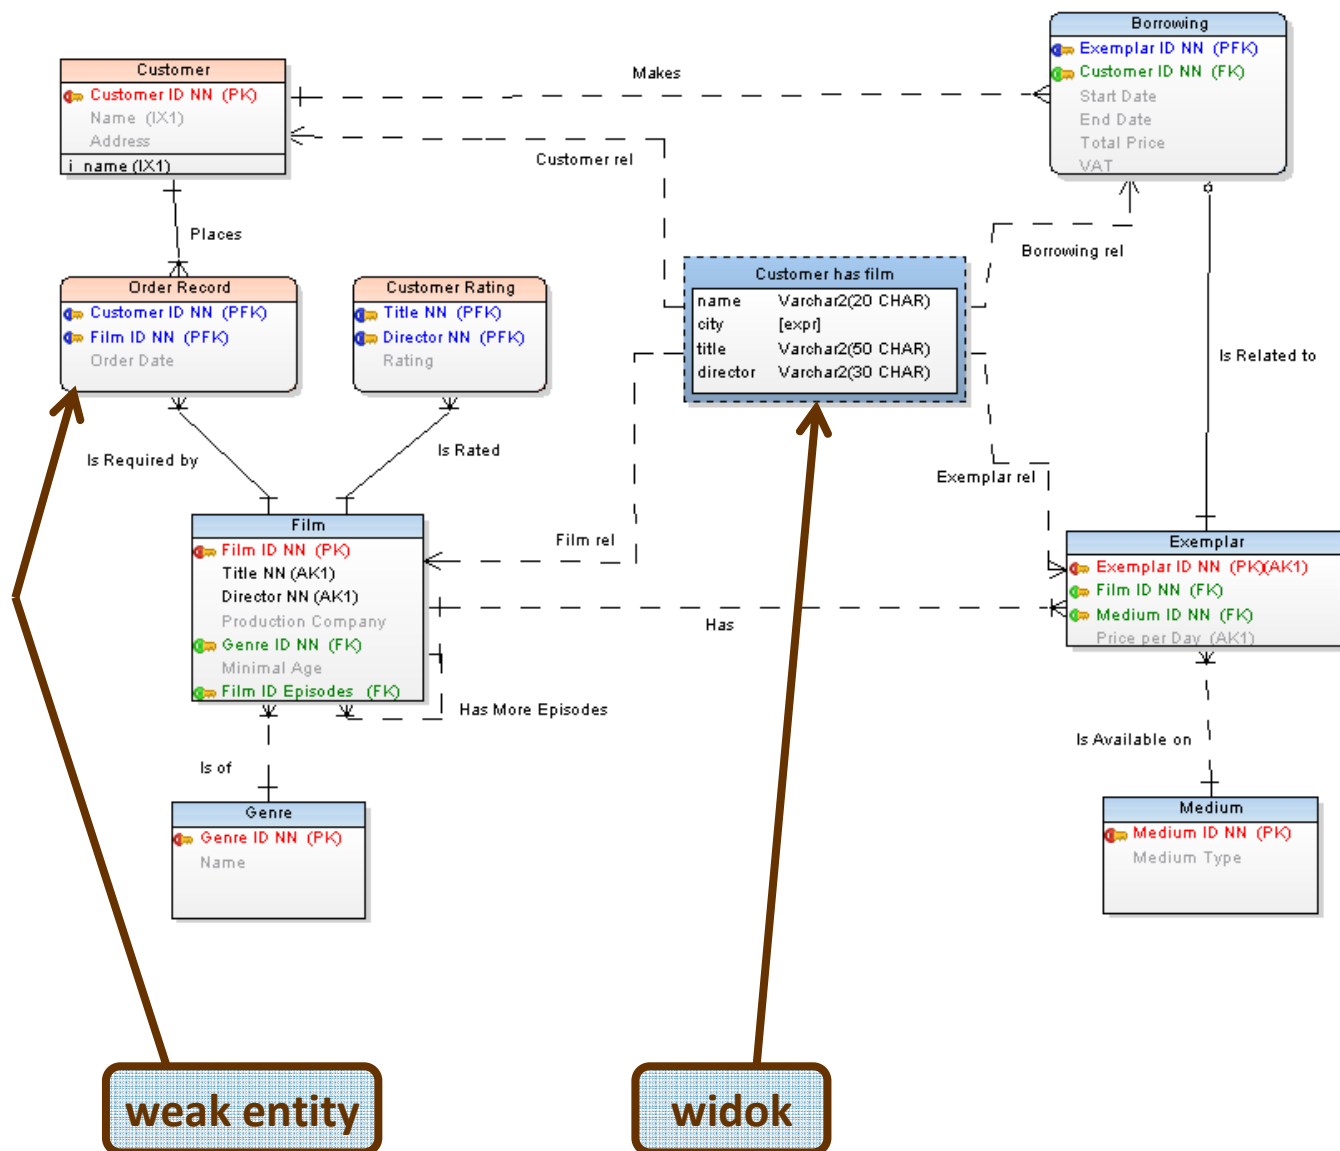 Customer
Customer ID NN (PK)
Name (IX1)
Address
i_name (IX1)
Makes
Borrowing
Exemplar ID NN (PFK)
Customer ID NN (FK)
Start Date
End Date
Total Price
VAT
Customer rel
Places
Borrowing rel
Order Record
Customer ID NN (PFK)
Film ID NN (PFK)
Order Date
Customer Rating
Title NN (PFK)
Director NN (PFK)
Rating
Customer has film
name Varchar2(20 CHAR)
city [expr]
title Varchar2(50 CHAR)
director Varchar2(30 CHAR)
Is Related to
Is Required by
Is Rated
Exemplar rel
Film rel
Film
Film ID NN (PK)
Title NN (AK1)
Director NN (AK1)
Production Company
Genre ID NN (FK)
Minimal Age
Film ID Episodes (FK)
Has
Exemplar
Exemplar ID NN (PK)(AK1)
Film ID NN (FK)
Medium ID NN (FK)
Price per Day (AK1)
Has More Episodes
Is of
Is Available on
Genre
Genre ID NN (PK)
Name
Medium
Medium ID NN (PK)
Medium Type
weak entity
widok